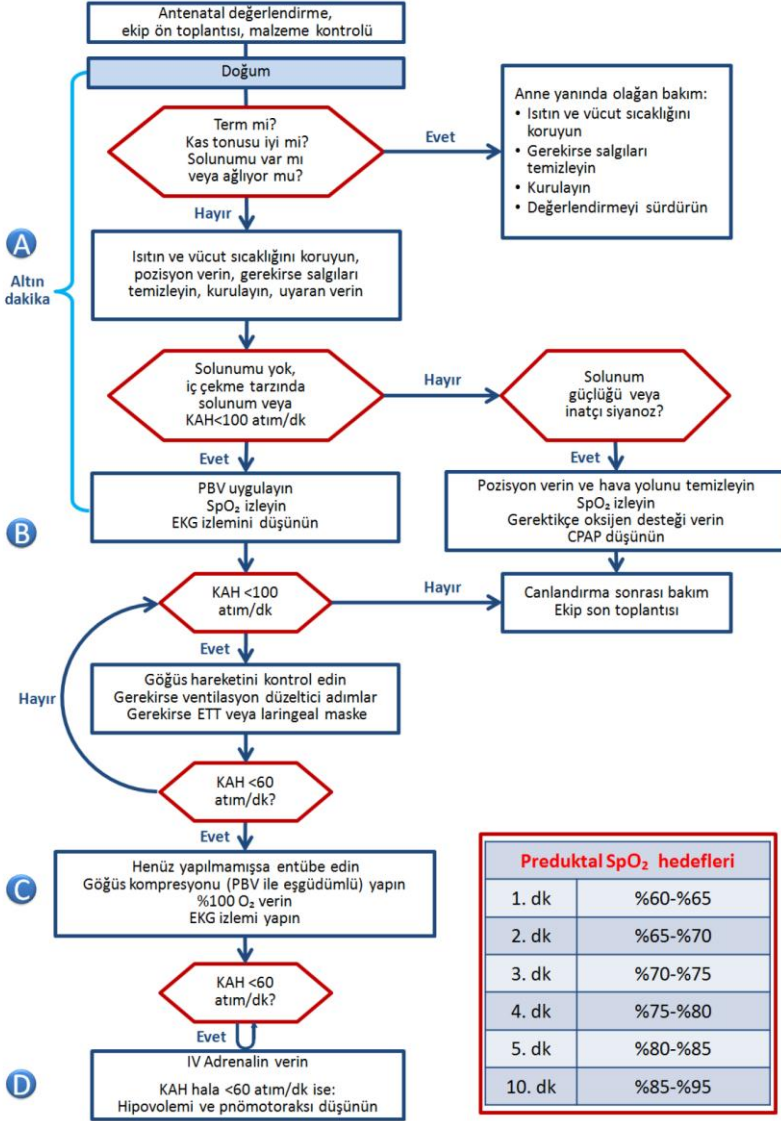 Antenatal değerlendirme,
ekip ön toplantısı, malzeme kontrolü
Doğum
Term mi?
Kas tonusu iyi mi?
Solunumu var mı
veya ağlıyor mu?
Evet
Anne yanında olağan bakım:
• Isıtın ve vücut sıcaklığını
koruyun
• Gerekirse salgıları
temizleyin
• Kurulayın
• Değerlendirmeyi sürdürün
Hayır
A
Altın
dakika
Isıtın ve vücut sıcaklığını koruyun,
pozisyon verin, gerekirse salgıları
temizleyin, kurulayın, uyaran verin
Solunumu yok,
iç çekme tarzında
solunum veya
KAH<100 atım/dk
Hayır
Solunum
güçlüğü veya
inatçı siyanoz?
Evet
Evet
B
PBV uygulayın
SpO₂ izleyin
EKG izlemini düşünün
Pozisyon verin ve hava yolunu temizleyin
SpO₂ izleyin
Gerektikçe oksijen desteği verin
CPAP düşünün
KAH <100
atım/dk
Hayır
Canlandırma sonrası bakım
Ekip son toplantısı
Evet
Hayır
Göğüs hareketini kontrol edin
Gerekirse ventilasyon düzeltici adımlar
Gerekirse ETT veya laringeal maske
KAH <60
atım/dk?
Evet
C
Henüz yapılmamışsa entübe edin
Göğüs kompresyonu (PBV ile eşgüdümlü) yapın
%100 O₂ verin
EKG izlemi yapın
KAH <60
atım/dk?
Evet
D
IV Adrenalin verin
KAH hala <60 atım/dk ise:
Hipovolemi ve pnömotoraksı düşünün
Preduktal SpO₂ hedefleri
1. dk %60-%65
2. dk %65-%70
3. dk %70-%75
4. dk %75-%80
5. dk %80-%85
10. dk %85-%95